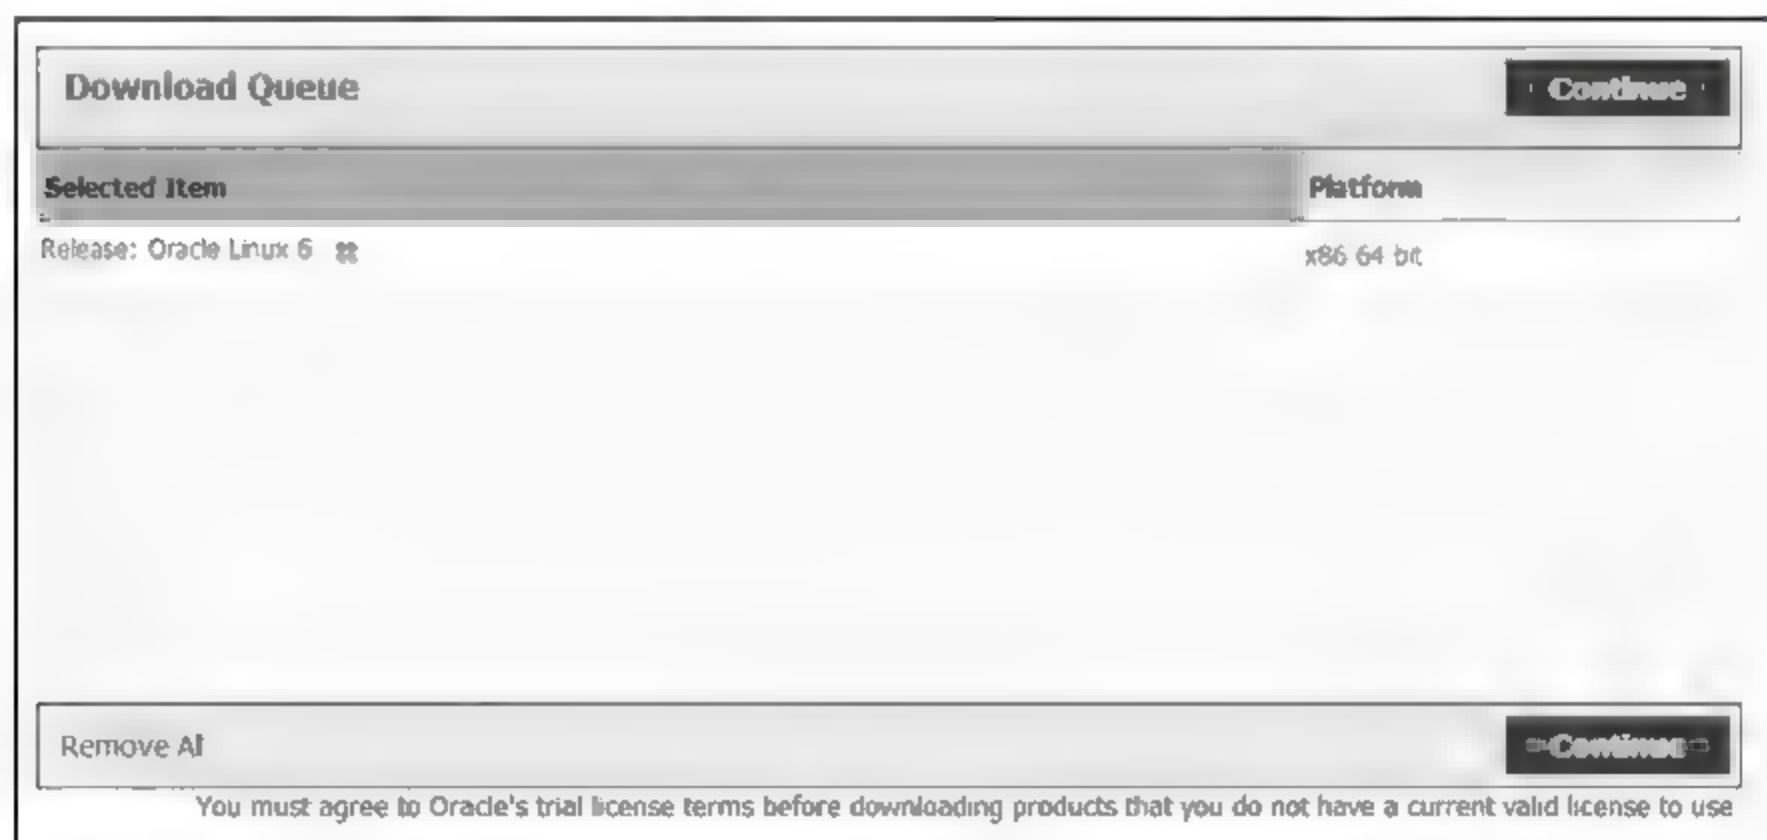 Download Queue
Continue
Selected Item
Platform
Release: Oracle Linux 6
x86 64 bit
Remove All
Continue
You must agree to Oracle's trial license terms before downloading products that you do not have a current valid license to use